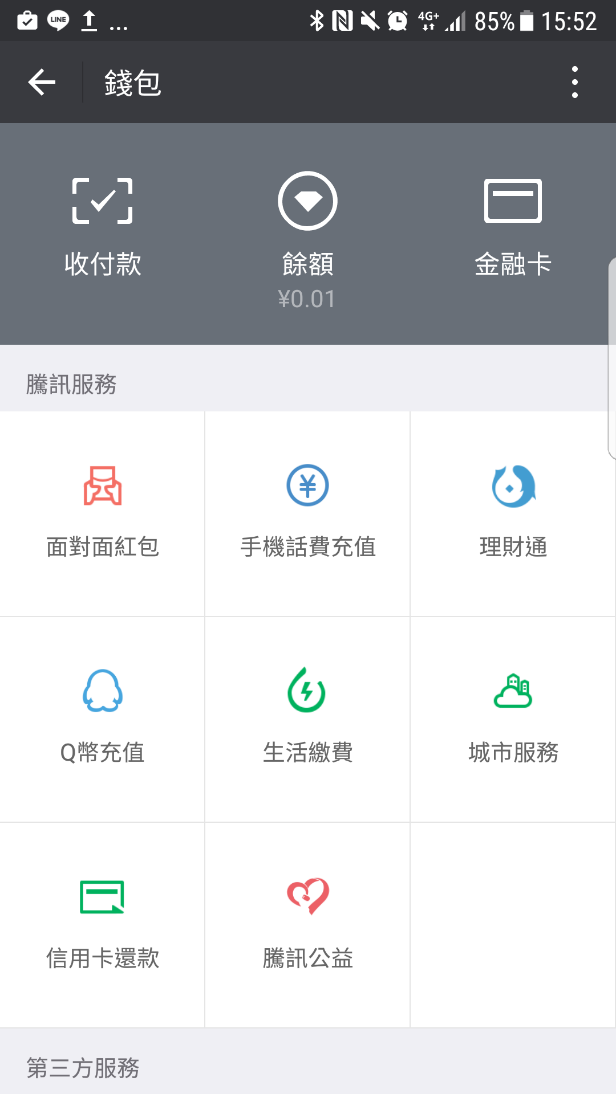 LINE ... 4G+ 85% 15:52
錢包
收付款 餘額 金融卡
¥0.01
騰訊服務
面對面紅包 手機話費充值 理財通
Q幣充值 生活繳費 城市服務
信用卡還款 騰訊公益
第三方服務